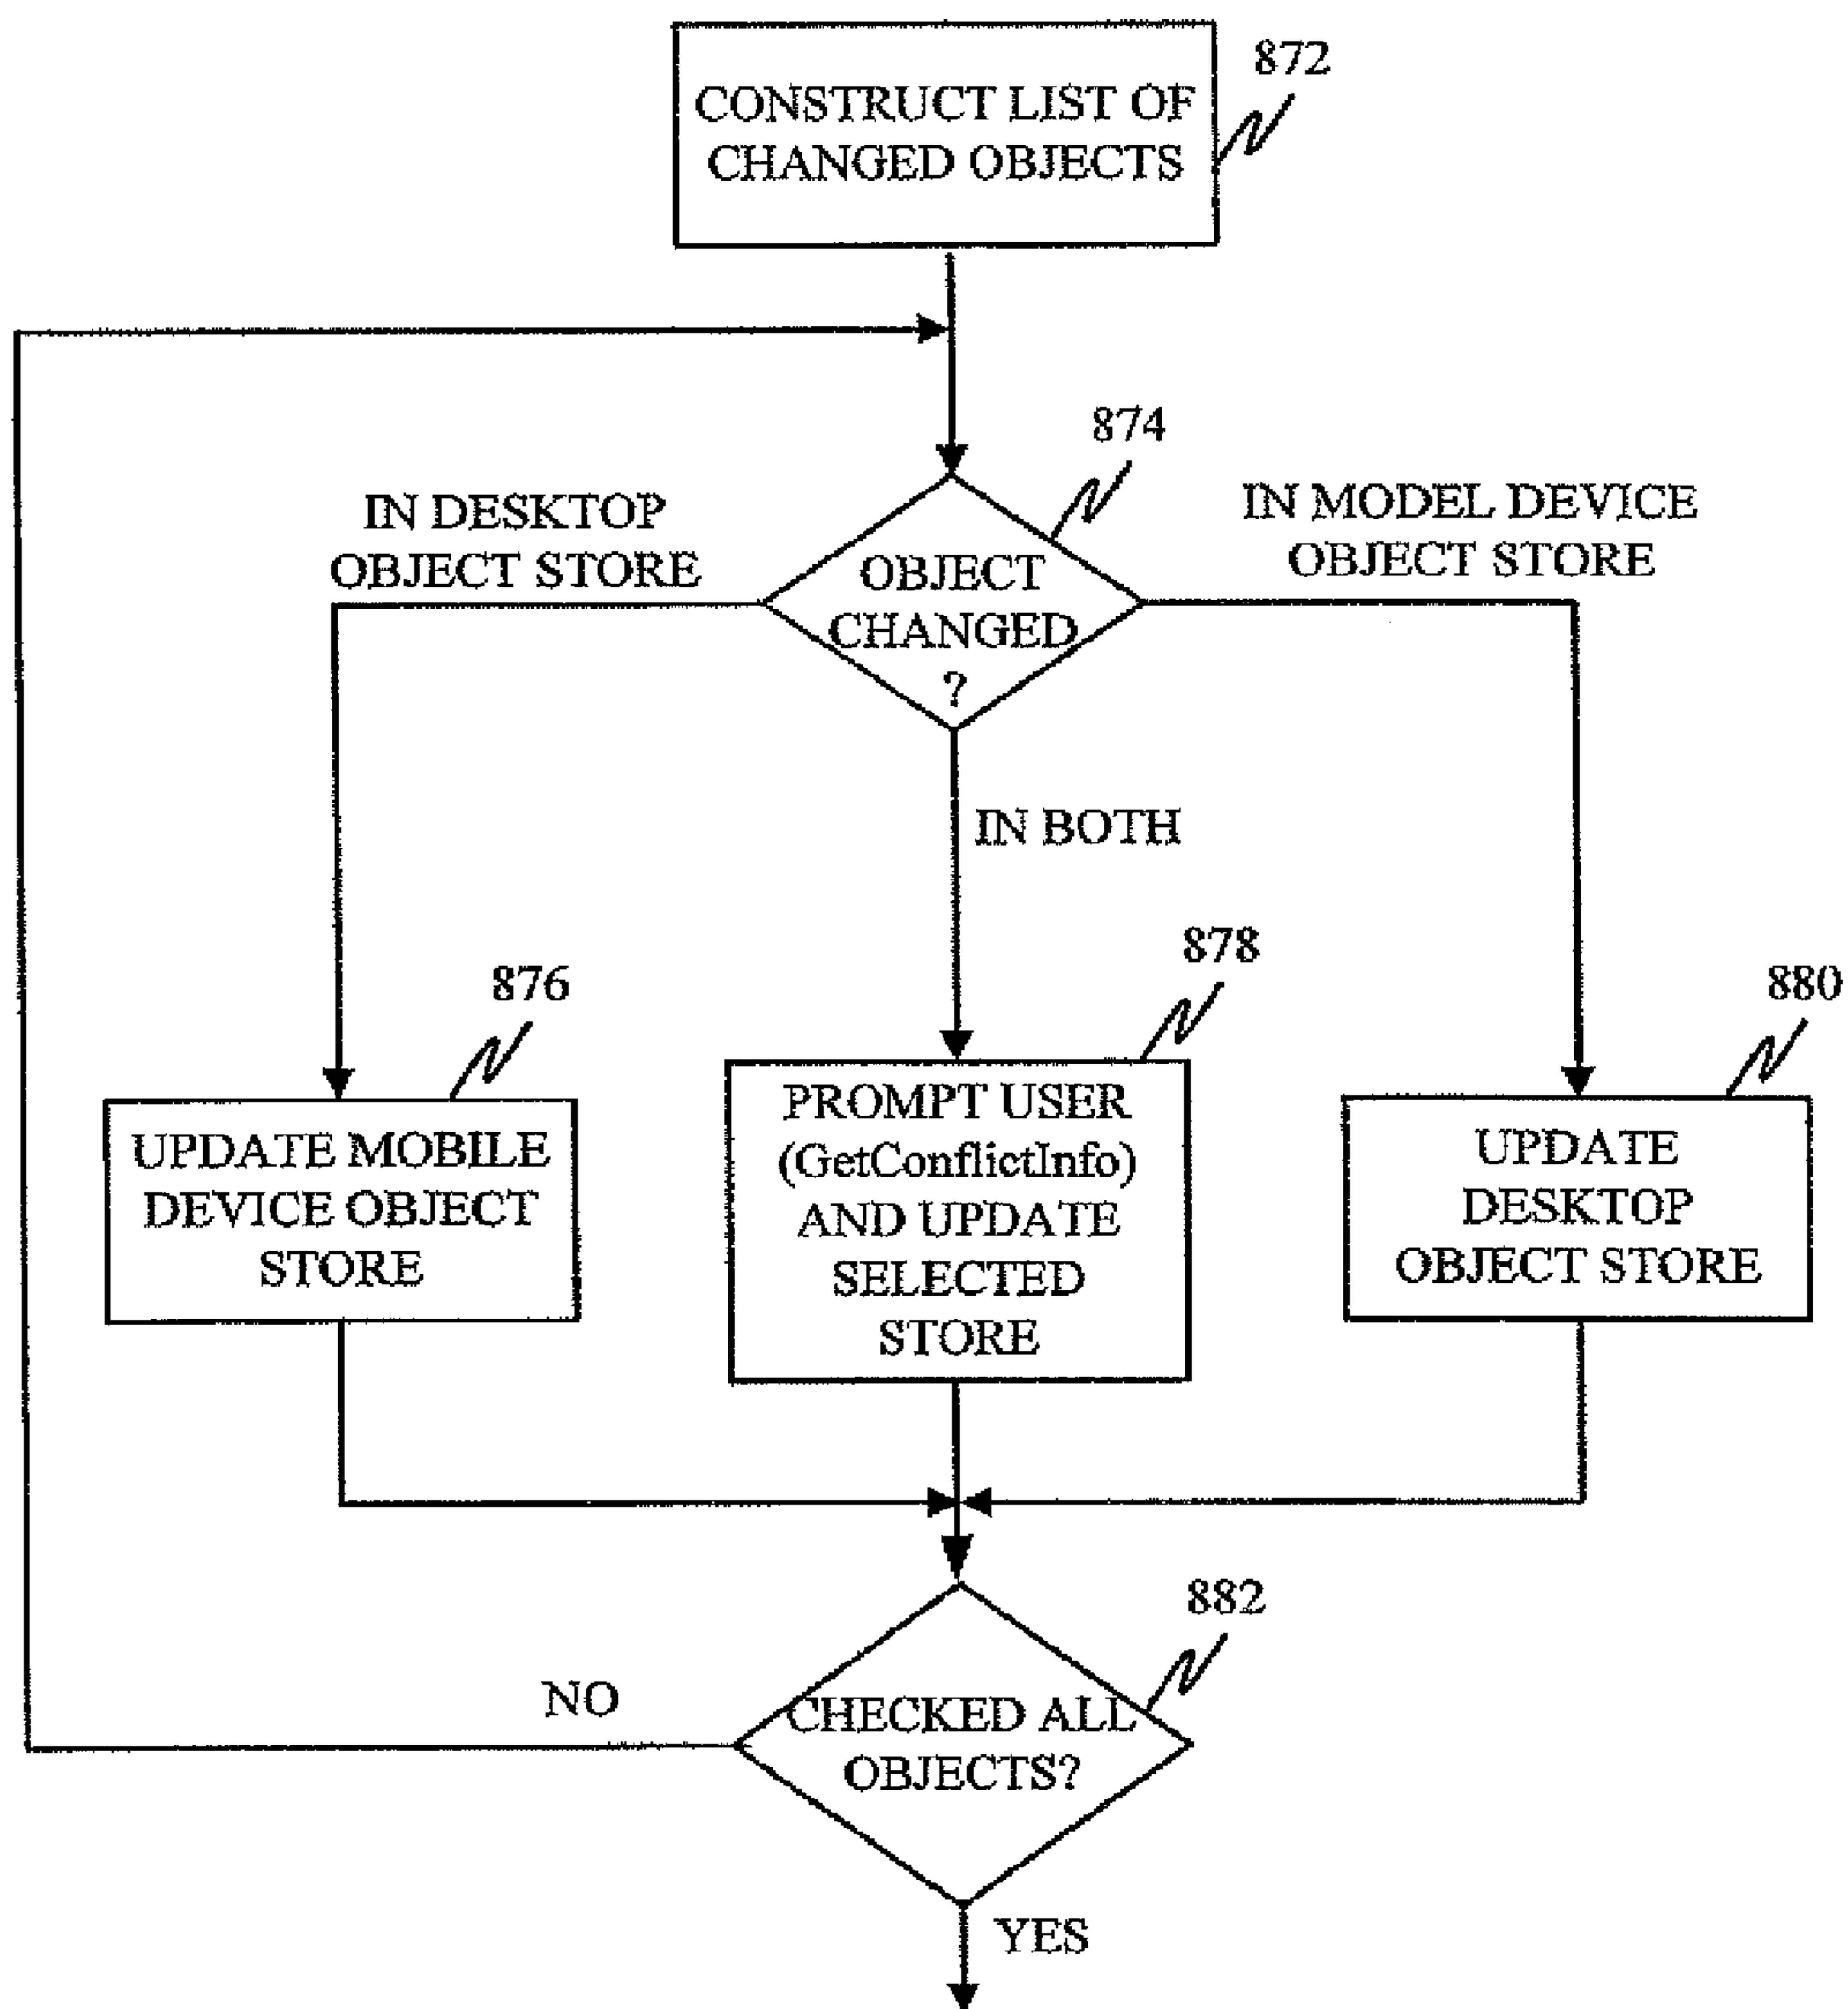 872
CONSTRUCT LIST OF
CHANGED OBJECTS
874
IN DESKTOP
OBJECT STORE
IN MODEL DEVICE
OBJECT STORE
OBJECT
CHANGED
?
IN BOTH
876
878
880
UPDATE MOBILE
DEVICE OBJECT
STORE
PROMPT USER
(GetConflictInfo)
AND UPDATE
SELECTED
STORE
UPDATE
DESKTOP
OBJECT STORE
882
NO
CHECKED ALL
OBJECTS?
YES